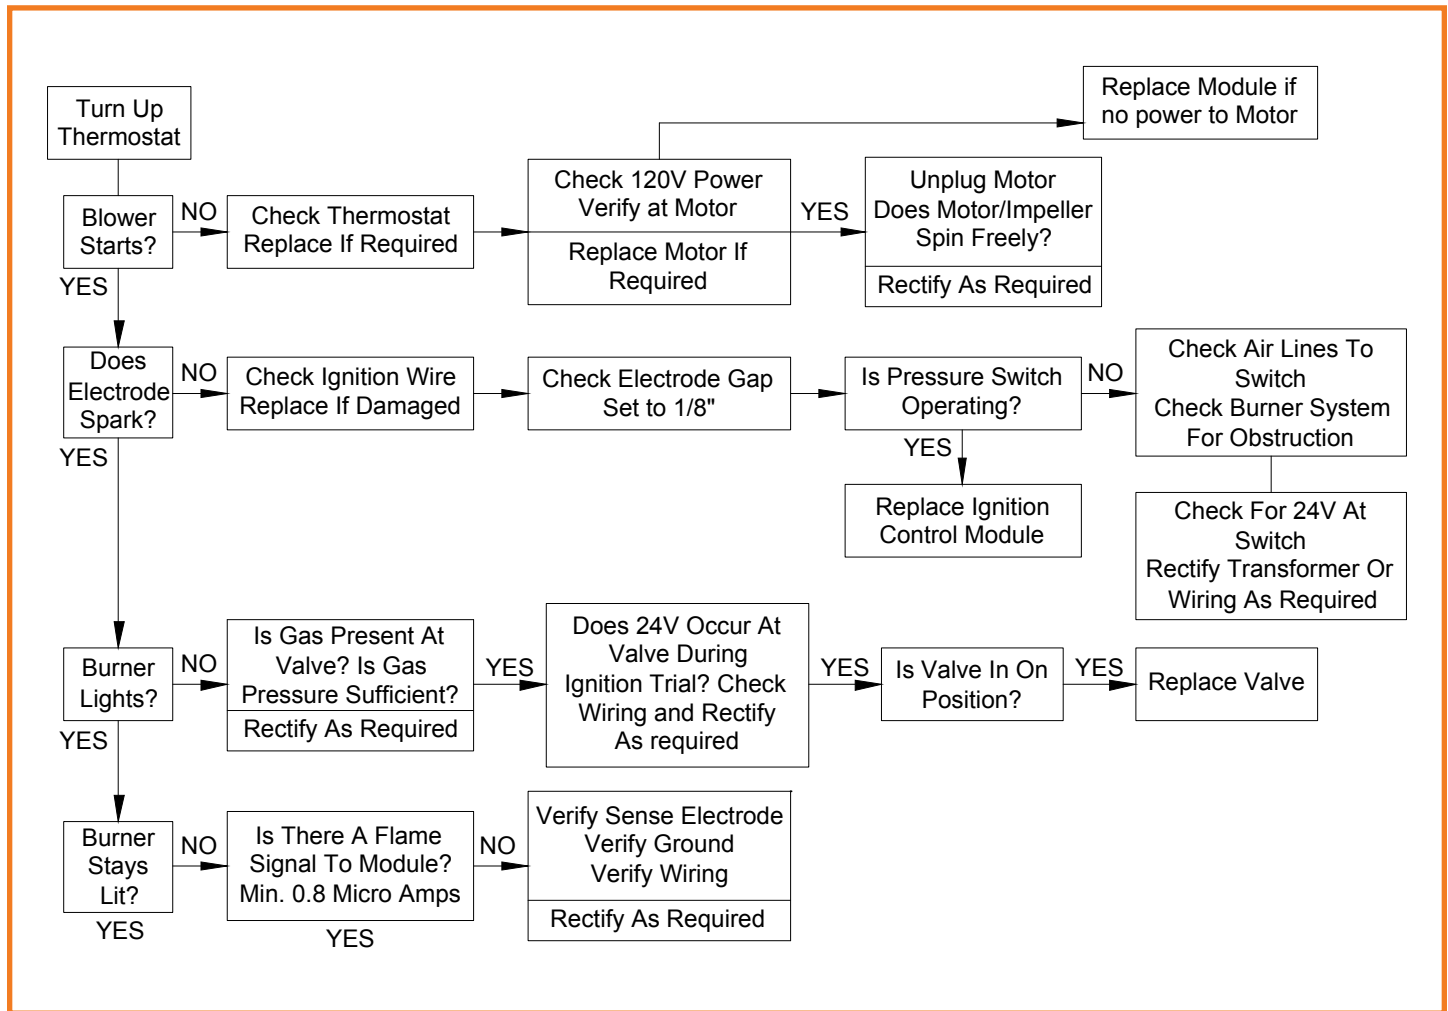 Turn Up
Thermostat
Replace Module if
no power to Motor
Blower
Starts?
NO
Check Thermostat
Replace If Required
Check 120V Power
Verify at Motor
Replace Motor If
Required
YES
Unplug Motor
Does Motor/Impeller
Spin Freely?
Rectify As Required
YES
Does
Electrode
Spark?
NO
Check Ignition Wire
Replace If Damaged
Check Electrode Gap
Set to 1/8"
Is Pressure Switch
Operating?
NO
Check Air Lines To
Switch
Check Burner System
For Obstruction
YES
Replace Ignition
Control Module
Check For 24V At
Switch
Rectify Transformer Or
Wiring As Required
YES
Burner
Lights?
NO
Is Gas Present At
Valve? Is Gas
Pressure Sufficient?
Rectify As Required
YES
Does 24V Occur At
Valve During
Ignition Trial? Check
Wiring and Rectify
As required
YES
Is Valve In On
Position?
YES
Replace Valve
YES
Burner
Stays
Lit?
NO
Is There A Flame
Signal To Module?
Min. 0.8 Micro Amps
NO
Verify Sense Electrode
Verify Ground
Verify Wiring
Rectify As Required
YES
YES